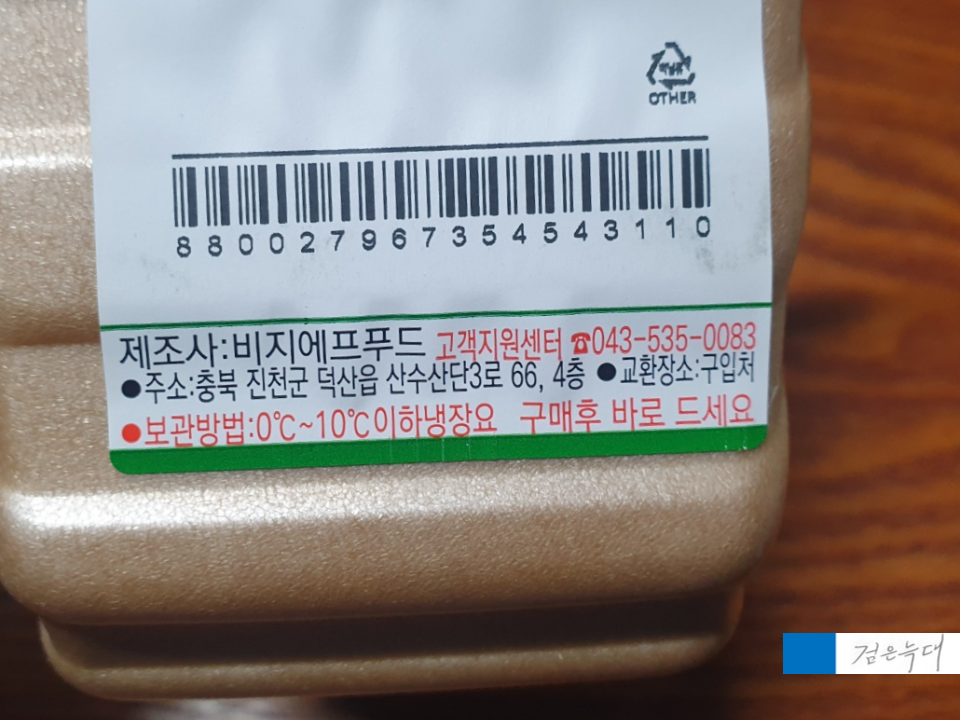 OTHER
880027967354543110
제조사:비지에프푸드 고객지원센터 ☎043-535-0083
●주소:충북 진천군 덕산읍 산수산단3로 66, 4층 ●교환장소:구입처
●보관방법:0℃~10℃이하냉장요 구매후 바로 드세요
검은늑대